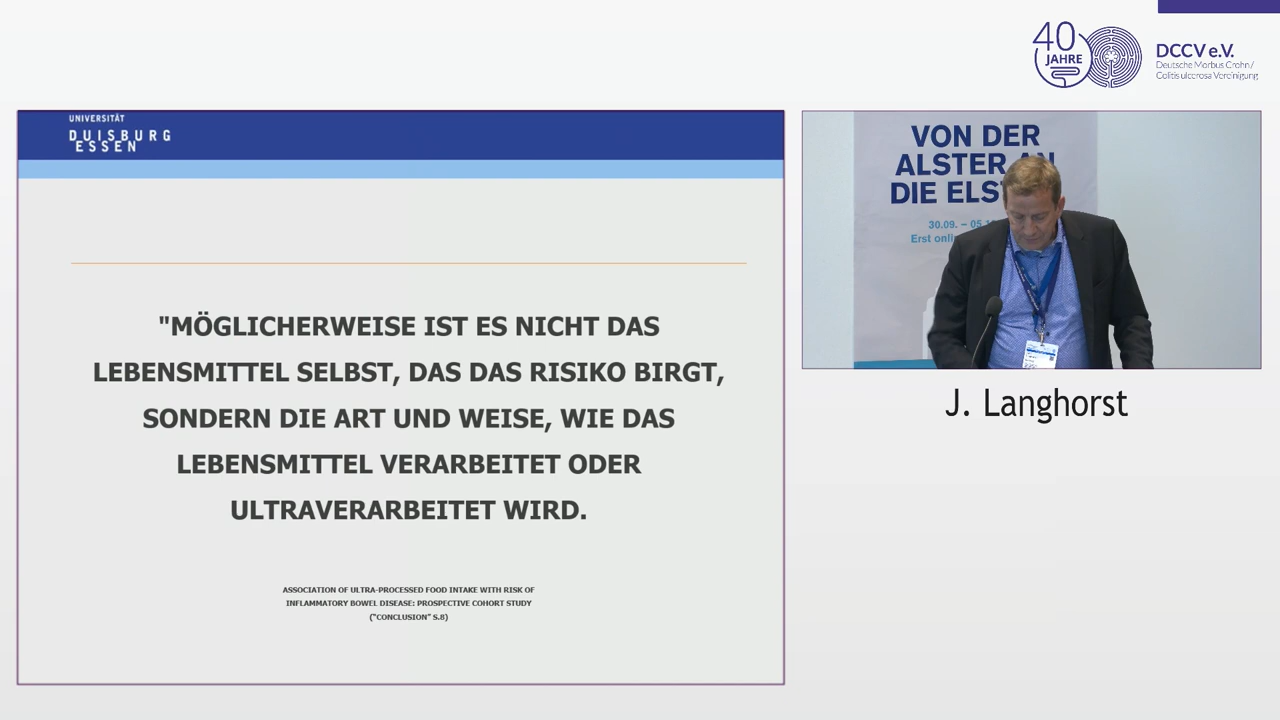 40
JAHRE
DCCV e.V.
Deutsche Morbus Crohn /
Colitis ulcerosa Vereinigung
UNIVERSITÄT
DUISBURG
ESSEN
"MÖGLICHERWEISE IST ES NICHT DAS
LEBENSMITTEL SELBST, DAS DAS RISIKO BIRGT,
SONDERN DIE ART UND WEISE, WIE DAS
LEBENSMITTEL VERARBEITET ODER
ULTRAVERARBEITET WIRD.
ASSOCIATION OF ULTRA-PROCESSED FOOD INTAKE WITH RISK OF
INFLAMMATORY BOWEL DISEASE: PROSPECTIVE COHORT STUDY
("CONCLUSION" S.8)
VON DER
ALSTER AN
DIE ELST
30.09. – 05.1
Erst onli
J. Langhorst